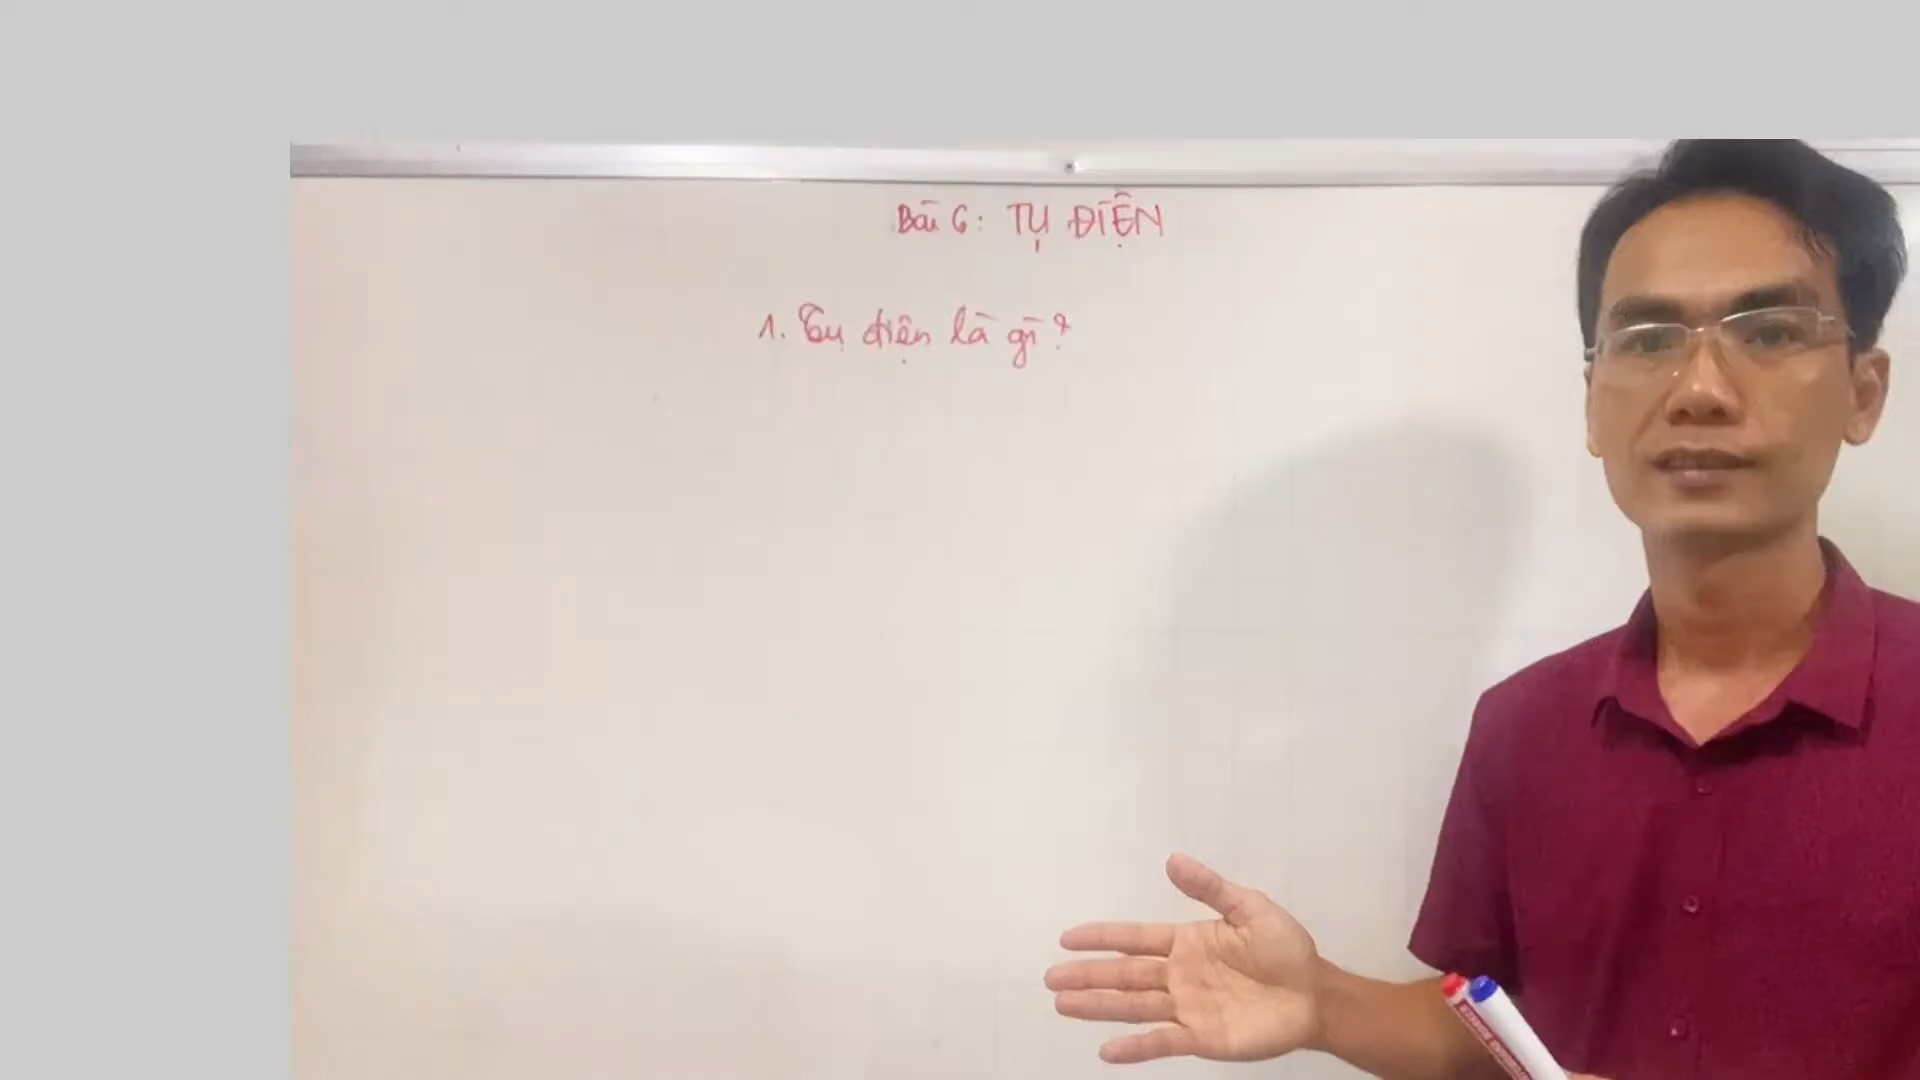 Bài 6: TỤ ĐIỆN
1. Tụ điện là gì?